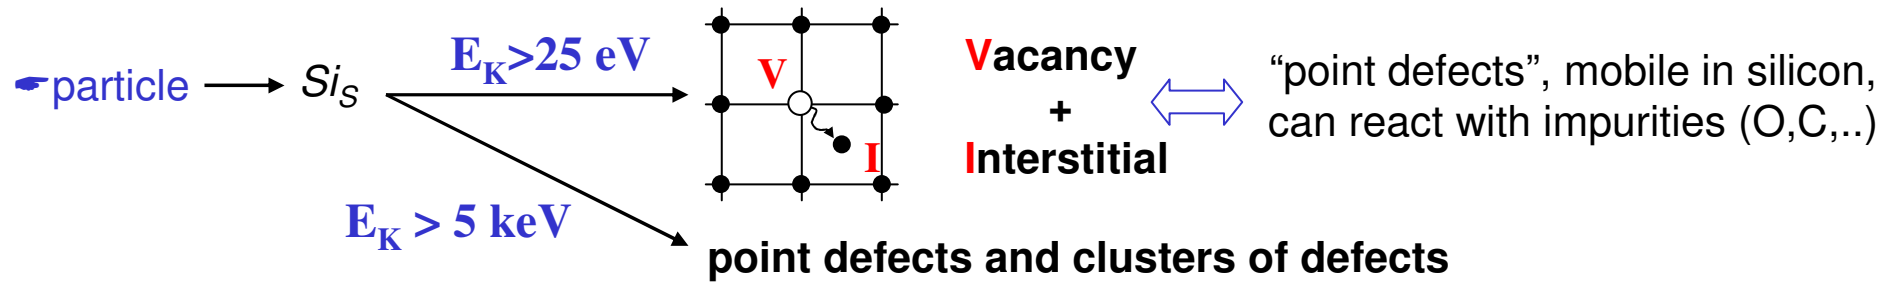 ☛particle
Si_S
E_K>25 eV
V
I
Vacancy
+
Interstitial
“point defects”, mobile in silicon,
can react with impurities (O,C,..)
E_K > 5 keV
point defects and clusters of defects